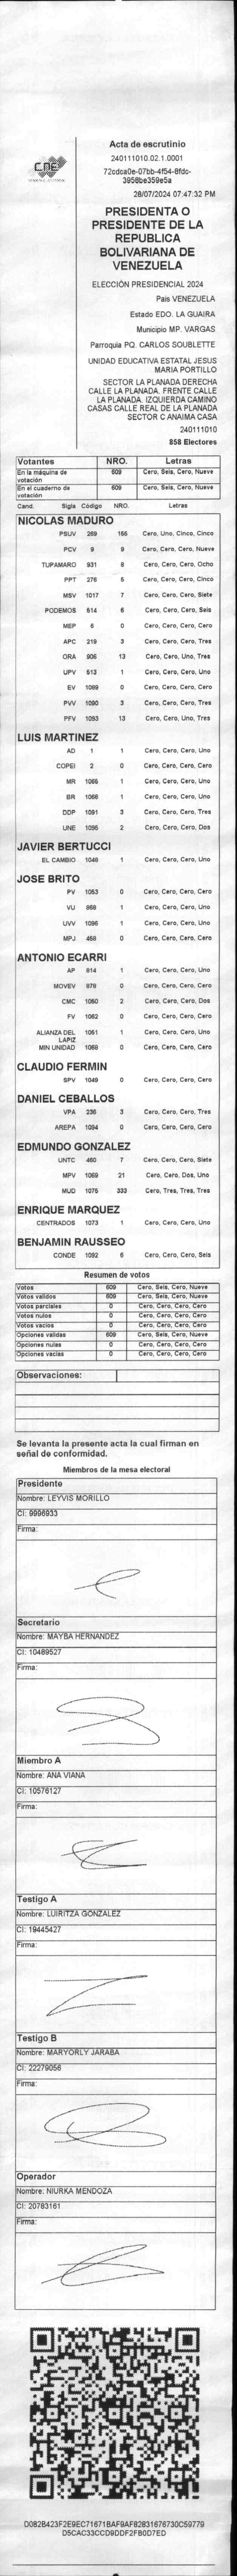 CNE
Acta de escrutinio
240111010.02.1.0001
28/07/2024 07:47:32 PM
PRESIDENTA O
PRESIDENTE DE LA
REPUBLICA
BOLIVARIANA DE
VENEZUELA
ELECCIÓN PRESIDENCIAL 2024
País VENEZUELA
Estado EDO. LA GUAIRA
Municipio MP. VARGAS
Parroquia PQ. CARLOS SOUBLETTE
UNIDAD EDUCATIVA ESTATAL JESUS
MARIA PORTILLO
SECTOR LA PLANADA DERECHA
CALLE LA PLANADA. FRENTE CALLE
LA PLANADA. IZQUIERDA CAMINO
CASAS CALLE REAL DE LA PLANADA
SECTOR C ANAIMA CASA
240111010
858 Electores
Votantes NRO. Letras
En la máquina de votación 609 Cero, Seis, Cero, Nueve
En el cuaderno de votación 609 Cero, Seis, Cero, Nueve
Cand. Sigla Código NRO. Letras
NICOLAS MADURO
PSUV 269 155 Cero, Uno, Cinco, Cinco
PCV 9 9 Cero, Cero, Cero, Nueve
TUPAMARO 931 8 Cero, Cero, Cero, Ocho
PPT 276 5 Cero, Cero, Cero, Cinco
MSV 1017 7 Cero, Cero, Cero, Siete
PODEMOS 514 6 Cero, Cero, Cero, Seis
MEP 6 0 Cero, Cero, Cero, Cero
APC 219 3 Cero, Cero, Cero, Tres
ORA 906 13 Cero, Cero, Uno, Tres
UPV 513 1 Cero, Cero, Cero, Uno
EV 1089 0 Cero, Cero, Cero, Cero
PVV 1090 3 Cero, Cero, Cero, Tres
PFV 1093 13 Cero, Cero, Uno, Tres
LUIS MARTINEZ
AD 1 1 Cero, Cero, Cero, Uno
COPEI 2 0 Cero, Cero, Cero, Cero
MR 1065 1 Cero, Cero, Cero, Uno
BR 1066 1 Cero, Cero, Cero, Uno
DDP 1091 3 Cero, Cero, Cero, Tres
UNE 1095 2 Cero, Cero, Cero, Dos
JAVIER BERTUCCI
EL CAMBIO 1048 1 Cero, Cero, Cero, Uno
JOSE BRITO
PV 1053 0 Cero, Cero, Cero, Cero
VU 868 1 Cero, Cero, Cero, Uno
UVV 1096 1 Cero, Cero, Cero, Uno
MPJ 458 0 Cero, Cero, Cero, Cero
ANTONIO ECARRI
AP 814 1 Cero, Cero, Cero, Uno
MOVEV 878 0 Cero, Cero, Cero, Cero
CMC 1050 2 Cero, Cero, Cero, Dos
FV 1062 0 Cero, Cero, Cero, Cero
ALIANZA DEL LAPIZ 1051 1 Cero, Cero, Cero, Uno
MIN UNIDAD 1058 0 Cero, Cero, Cero, Cero
CLAUDIO FERMIN
SPV 1049 0 Cero, Cero, Cero, Cero
DANIEL CEBALLOS
VPA 236 3 Cero, Cero, Cero, Tres
AREPA 1094 0 Cero, Cero, Cero, Cero
EDMUNDO GONZALEZ
UNTC 460 7 Cero, Cero, Cero, Siete
MPV 1069 21 Cero, Cero, Dos, Uno
MUD 1075 333 Cero, Tres, Tres, Tres
ENRIQUE MARQUEZ
CENTRADOS 1073 1 Cero, Cero, Cero, Uno
BENJAMIN RAUSSEO
CONDE 1092 6 Cero, Cero, Cero, Seis
Resumen de votos
Votos 609 Cero, Seis, Cero, Nueve
Votos validos 609 Cero, Seis, Cero, Nueve
Votos parciales 0 Cero, Cero, Cero, Cero
Votos nulos 0 Cero, Cero, Cero, Cero
Votos vacios 0 Cero, Cero, Cero, Cero
Opciones validas 609 Cero, Seis, Cero, Nueve
Opciones nulas 0 Cero, Cero, Cero, Cero
Opciones vacias 0 Cero, Cero, Cero, Cero
Observaciones:
Se levanta la presente acta la cual firman en
señal de conformidad.
Miembros de la mesa electoral
Presidente
Nombre: LEYVIS MORILLO
CI: 9996933
Firma:
Secretario
Nombre: MAYBA HERNANDEZ
CI: 10489527
Firma:
Miembro A
Nombre: ANA VIANA
CI: 10576127
Firma:
Testigo A
Nombre: LUIRITZA GONZALEZ
CI: 19445427
Firma:
Testigo B
Nombre: MARYORLY JARABA
CI: 22279056
Firma:
Operador
Nombre: NIURKA MENDOZA
CI: 20783161
Firma:
D082B423F2E9EC71671BAF9AF82831676730C59779
D5CAC33CCD9DDF2FB0D7ED